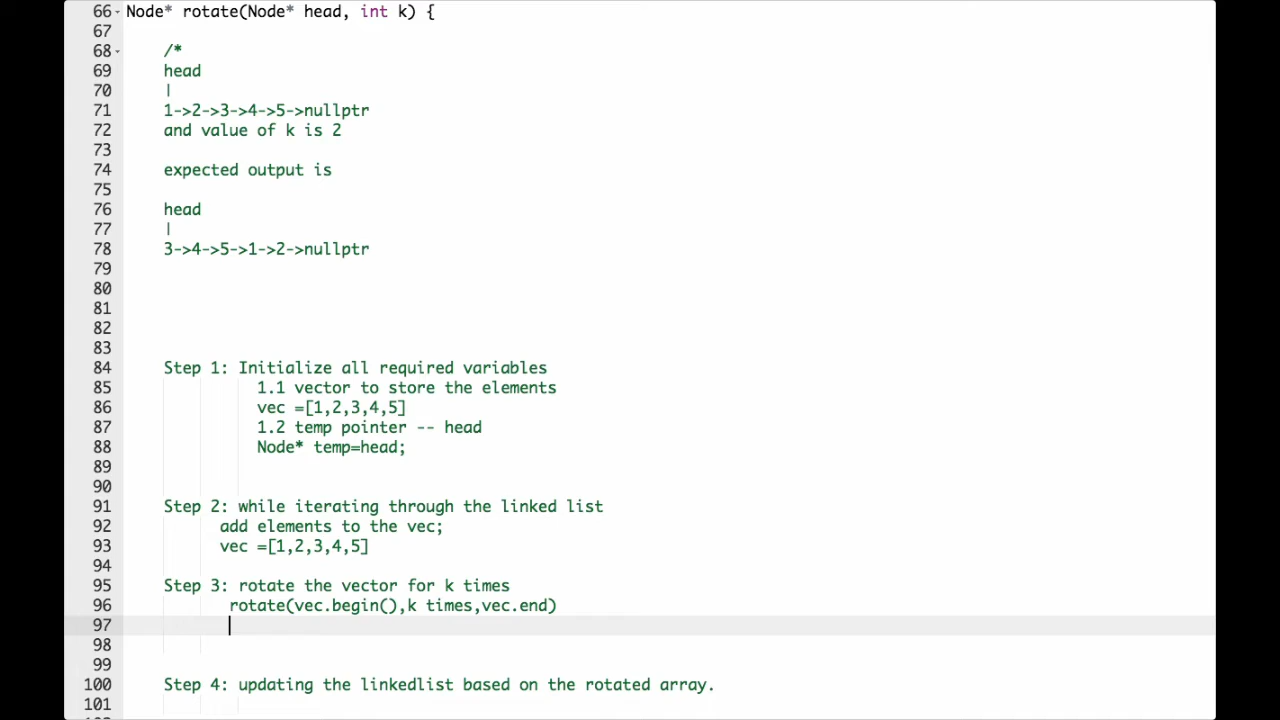 66 Node* rotate(Node* head, int k) {
67
68 /*
69 head
70 |
71 1->2->3->4->5->nullptr
72 and value of k is 2
73
74 expected output is
75
76 head
77 |
78 3->4->5->1->2->nullptr
79
80
81
82
83
84 Step 1: Initialize all required variables
85 1.1 vector to store the elements
86 vec =[1,2,3,4,5]
87 1.2 temp pointer -- head
88 Node* temp=head;
89
90
91 Step 2: while iterating through the linked list
92 add elements to the vec;
93 vec =[1,2,3,4,5]
94
95 Step 3: rotate the vector for k times
96 rotate(vec.begin(),k times,vec.end)
97
98
99
100 Step 4: updating the linkedlist based on the rotated array.
101